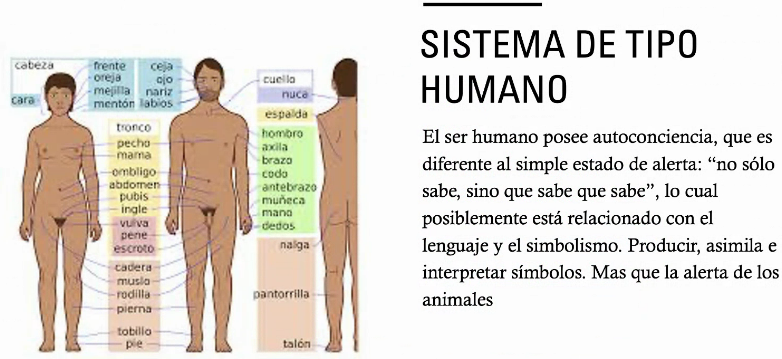 cabeza
cara
frente
oreja
mejilla
mentón
ceja
ojo
nariz
labios
tronco
pecho
mama
ombligo
abdomen
pubis
ingle
vulva
pene
escroto
cadera
muslo
rodilla
pierna
tobillo
pie
cuello
nuca
espalda
hombro
axila
brazo
codo
antebrazo
muñeca
mano
dedos
nalga
pantorrilla
talón
SISTEMA DE TIPO
HUMANO
El ser humano posee autoconciencia, que es
diferente al simple estado de alerta: “no sólo
sabe, sino que sabe que sabe”, lo cual
posiblemente está relacionado con el
lenguaje y el simbolismo. Producir, asimila e
interpretar símbolos. Mas que la alerta de los
animales